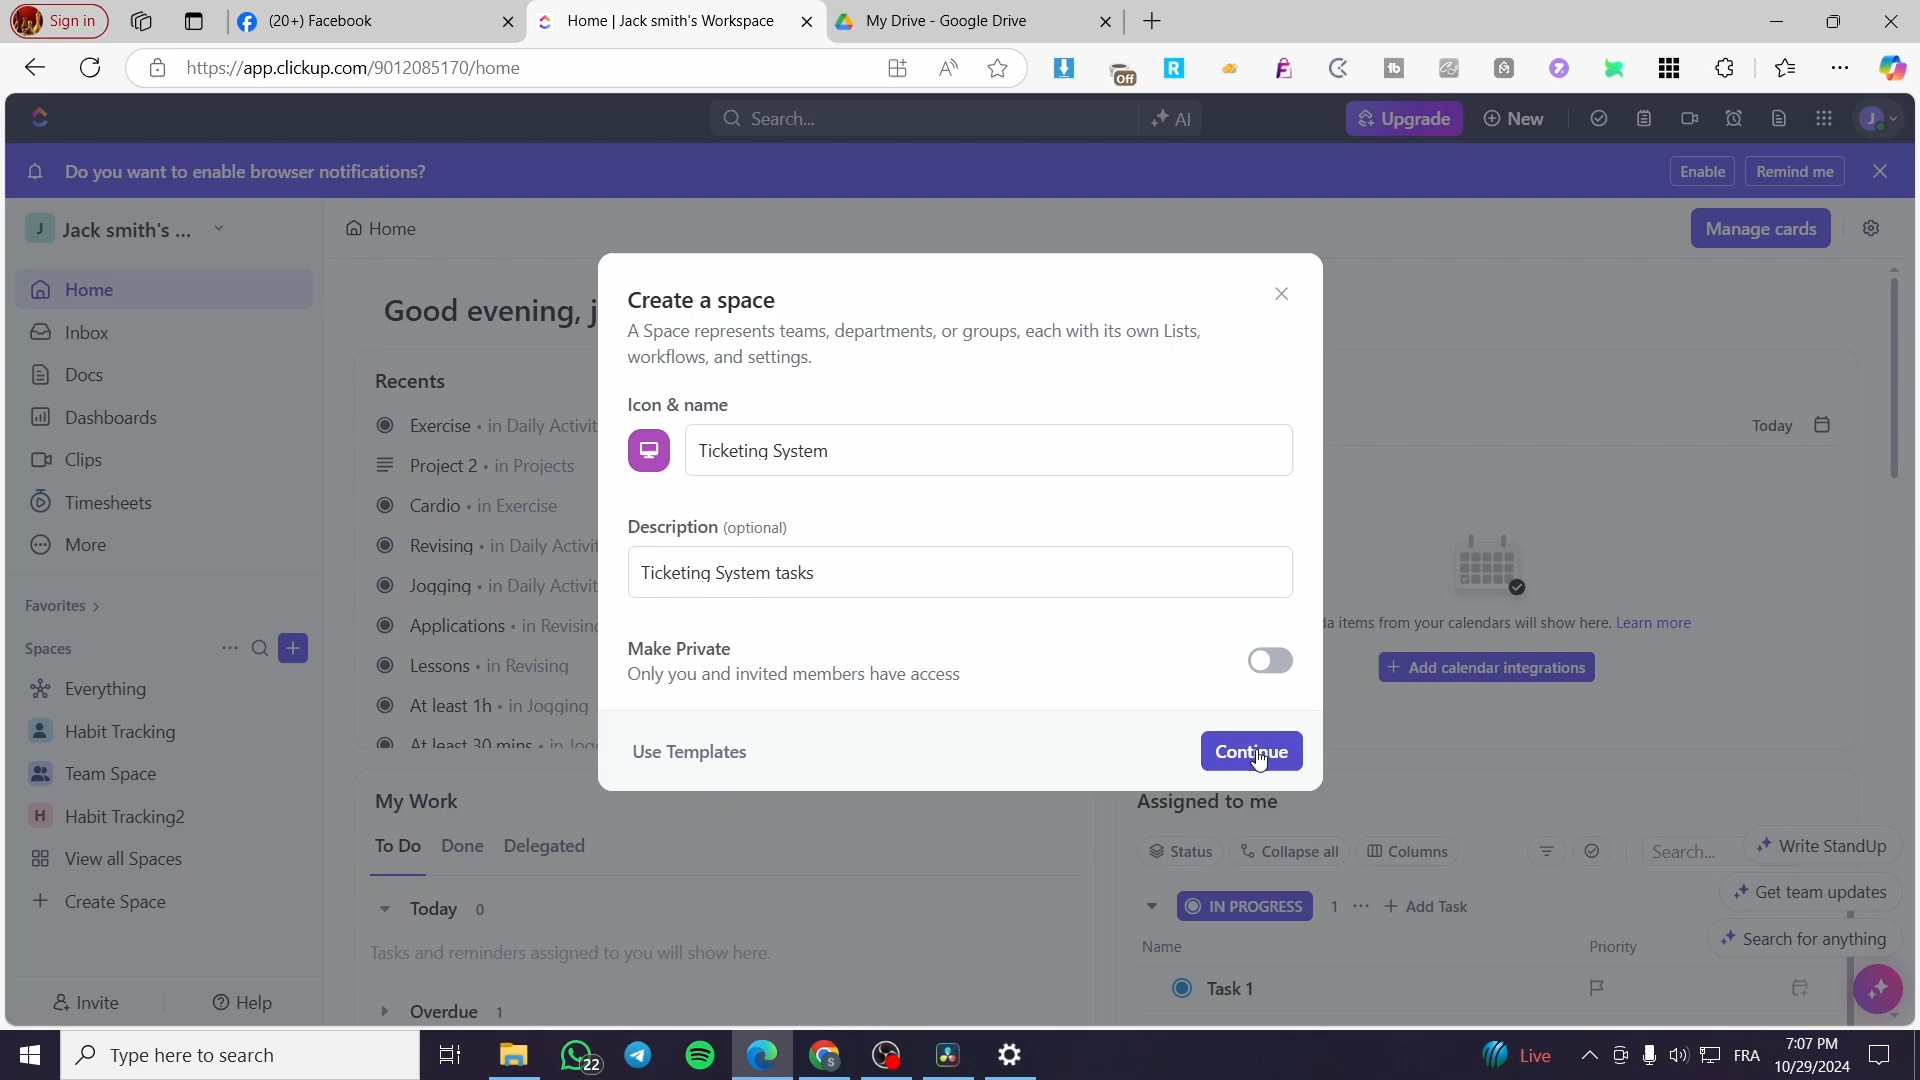 Sign in
(20+) Facebook
Home | Jack smith's Workspace
My Drive - Google Drive
https://app.clickup.com/9012085170/home
Off
Search...
AI
Upgrade
New
J
Do you want to enable browser notifications?
Enable
Remind me
J
Jack smith's ...
Home
Manage cards
Home
Inbox
Docs
Dashboards
Clips
Timesheets
More
Favorites
Spaces
Everything
Habit Tracking
Team Space
H
Habit Tracking2
View all Spaces
Create Space
Invite
Help
Good evening, j
Recents
Exercise • in Daily Activit
Project 2 • in Projects
Cardio • in Exercise
Revising • in Daily Activit
Jogging • in Daily Activit
Applications • in Revising
Lessons • in Revising
At least 1h • in Jogging
At least 30 mins • in Jogg
Create a space
A Space represents teams, departments, or groups, each with its own Lists,
workflows, and settings.
Icon & name
Ticketing System
Description (optional)
Ticketing System tasks
Make Private
Only you and invited members have access
Use Templates
Continue
Today
da items from your calendars will show here. Learn more
+ Add calendar integrations
My Work
To Do
Done
Delegated
Today 0
Tasks and reminders assigned to you will show here.
Overdue 1
Assigned to me
Status
Collapse all
Columns
Search...
Write StandUp
Get team updates
Search for anything
IN PROGRESS
1
+ Add Task
Name
Priority
Task 1
Type here to search
22
Live
FRA
7:07 PM
10/29/2024